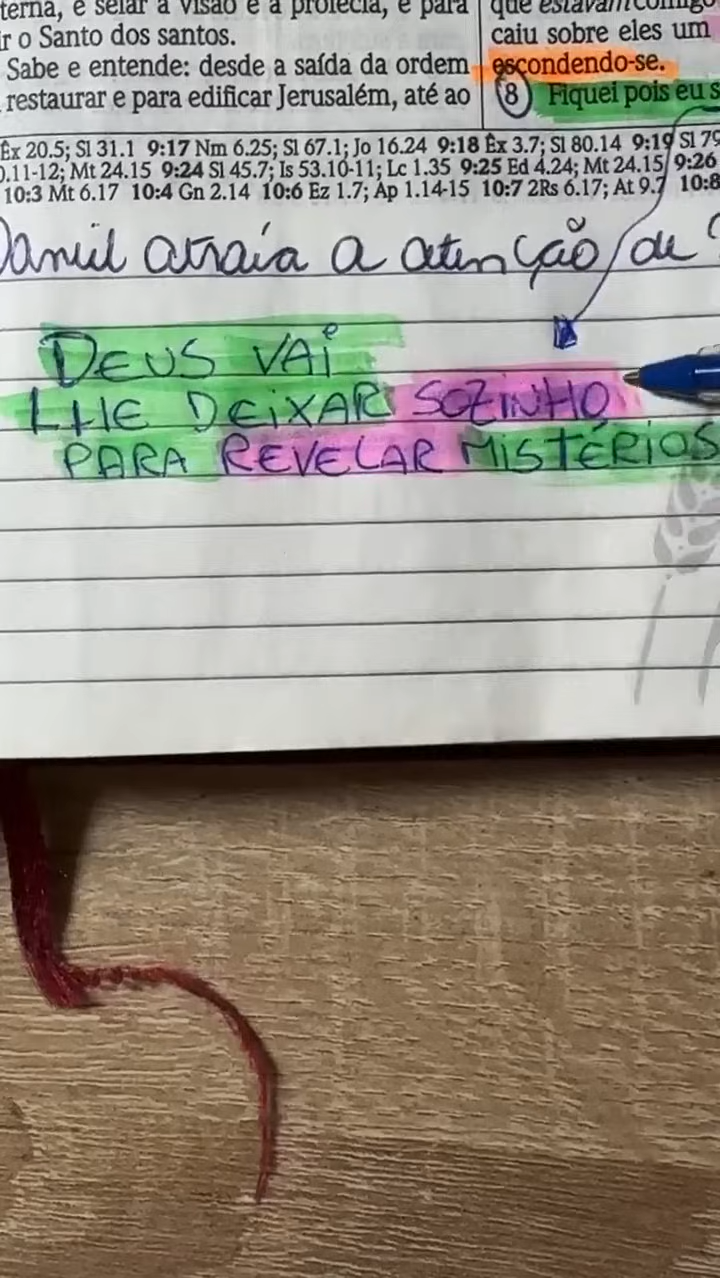 terna, e selar a visão e a profecia, e para
r o Santo dos santos.
Sabe e entende: desde a saída da ordem
restaurar e para edificar Jerusalém, até ao
que estavam comigo
caiu sobre eles um
escondendo-se.
8 Fiquei pois eu s
Êx 20.5; Sl 31.1 9:17 Nm 6.25; Sl 67.1; Jo 16.24 9:18 Êx 3.7; Sl 80.14 9:19 Sl 79
.11-12; Mt 24.15 9:24 Sl 45.7; Is 53.10-11; Lc 1.35 9:25 Ed 4.24; Mt 24.15 9:26
10:3 Mt 6.17 10:4 Gn 2.14 10:6 Ez 1.7; Ap 1.14-15 10:7 2Rs 6.17; At 9.7 10:8
Daniel atraía a atenção de ?
DEUS VAi
LHE DEiXAR SOZINHO
PARA REVELAR MiSTÉRiOS